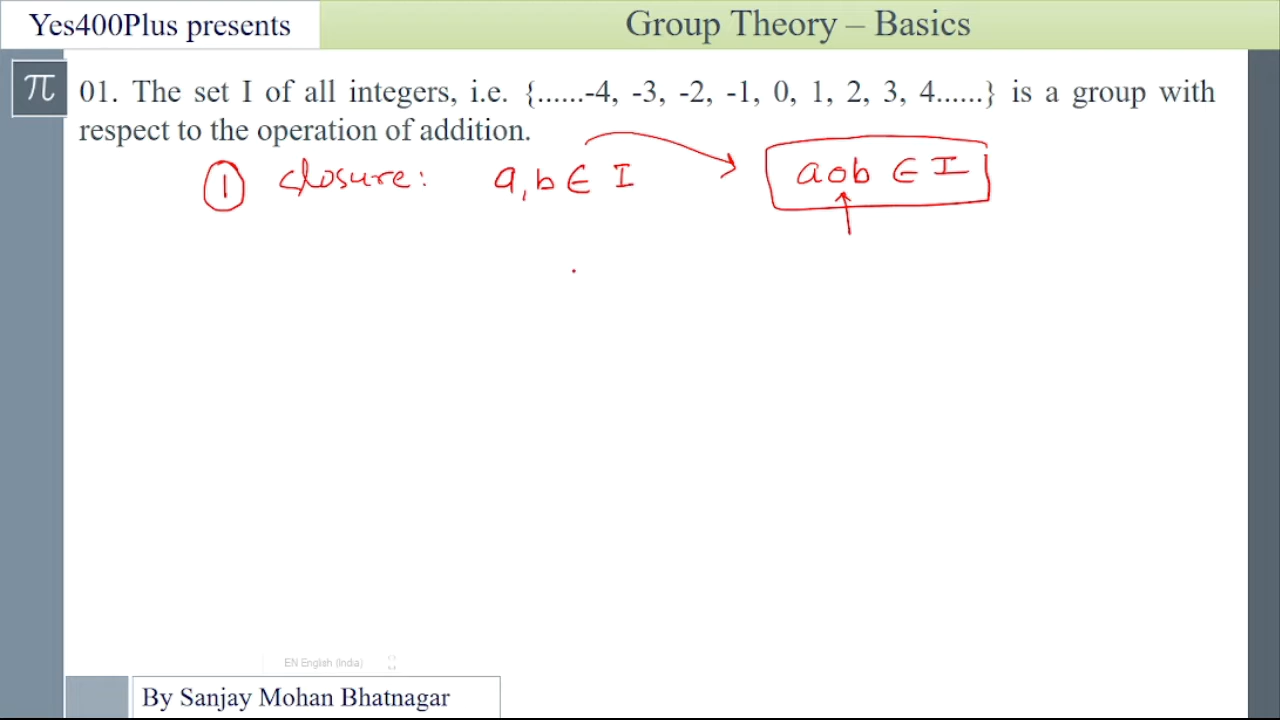 Yes400Plus presents
Group Theory – Basics
π
01. The set I of all integers, i.e. {......-4, -3, -2, -1, 0, 1, 2, 3, 4......} is a group with
respect to the operation of addition.
① closure: a, b ∈ I
aob ∈ I
EN English (India)
By Sanjay Mohan Bhatnagar